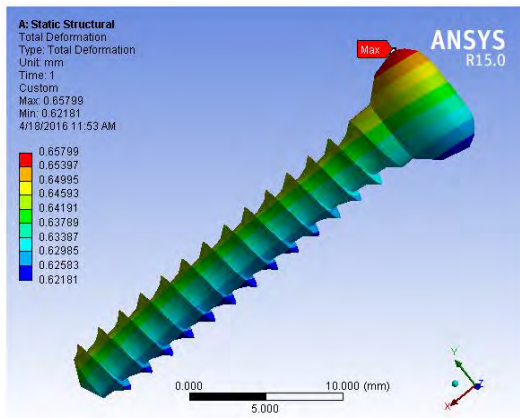 A: Static Structural
Total Deformation
Type: Total Deformation
Unit: mm
Time: 1
Custom
Max: 0.65799
Min: 0.62181
4/18/2016 11:53 AM
0.65799
0.65397
0.64995
0.64593
0.64191
0.63789
0.63387
0.62985
0.62583
0.62181
Max
ANSYS
R15.0
0.000
10.000 (mm)
5.000
Y
Z
X